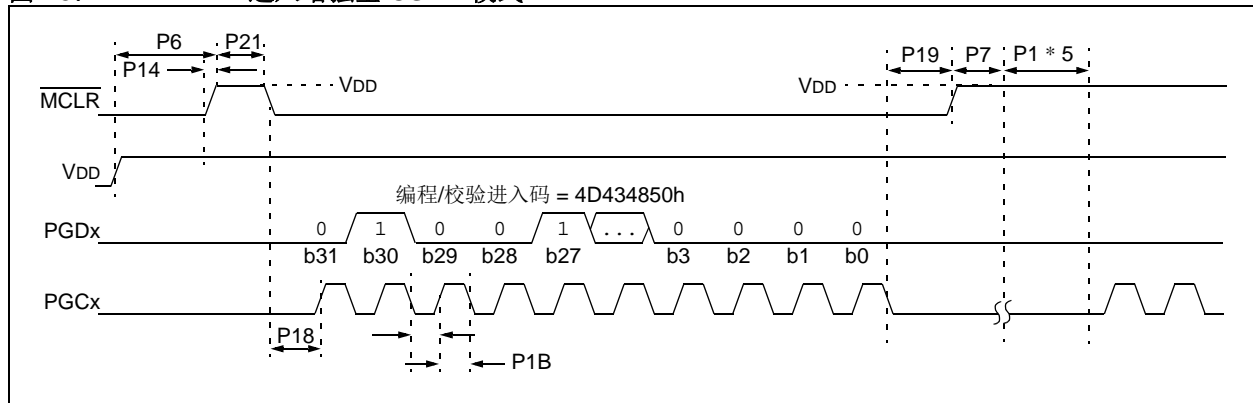 P6 P21 P19 P7 P1 * 5
P14
VDD VDD
MCLR
VDD
编程/校验进入码 = 4D434850h
PGDx 0 1 0 0 1 ... 0 0 0 0
b31 b30 b29 b28 b27 b3 b2 b1 b0
PGCx
P18
P1B